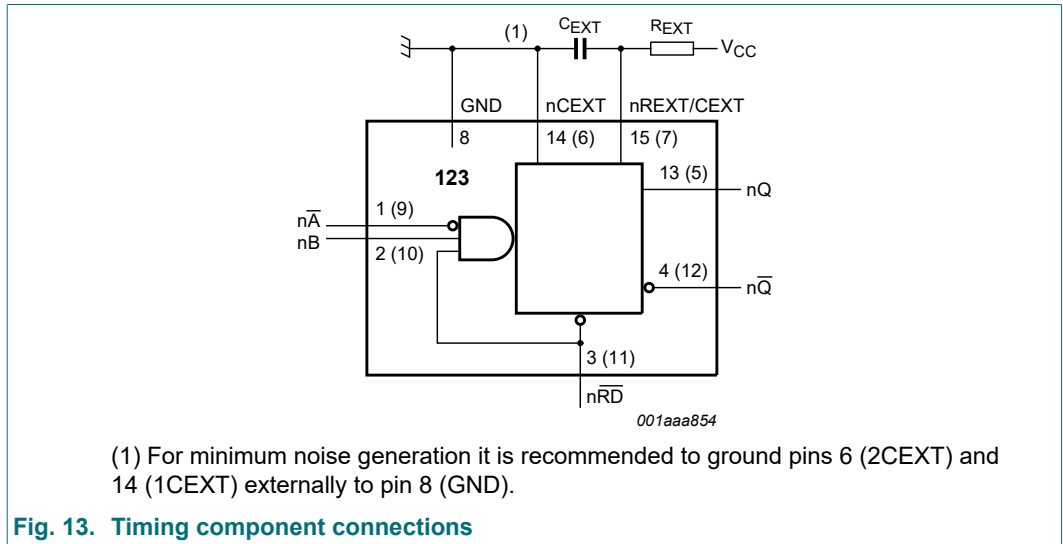 (1)
CEXT
REXT
VCC
GND
nCEXT
nREXT/CEXT
8
14 (6)
15 (7)
123
13 (5)
nQ
1 (9)
nA̅
nB
2 (10)
4 (12)
nQ̅
3 (11)
nR̅D̅
001aaa854
(1) For minimum noise generation it is recommended to ground pins 6 (2CEXT) and
14 (1CEXT) externally to pin 8 (GND).
Fig. 13. Timing component connections